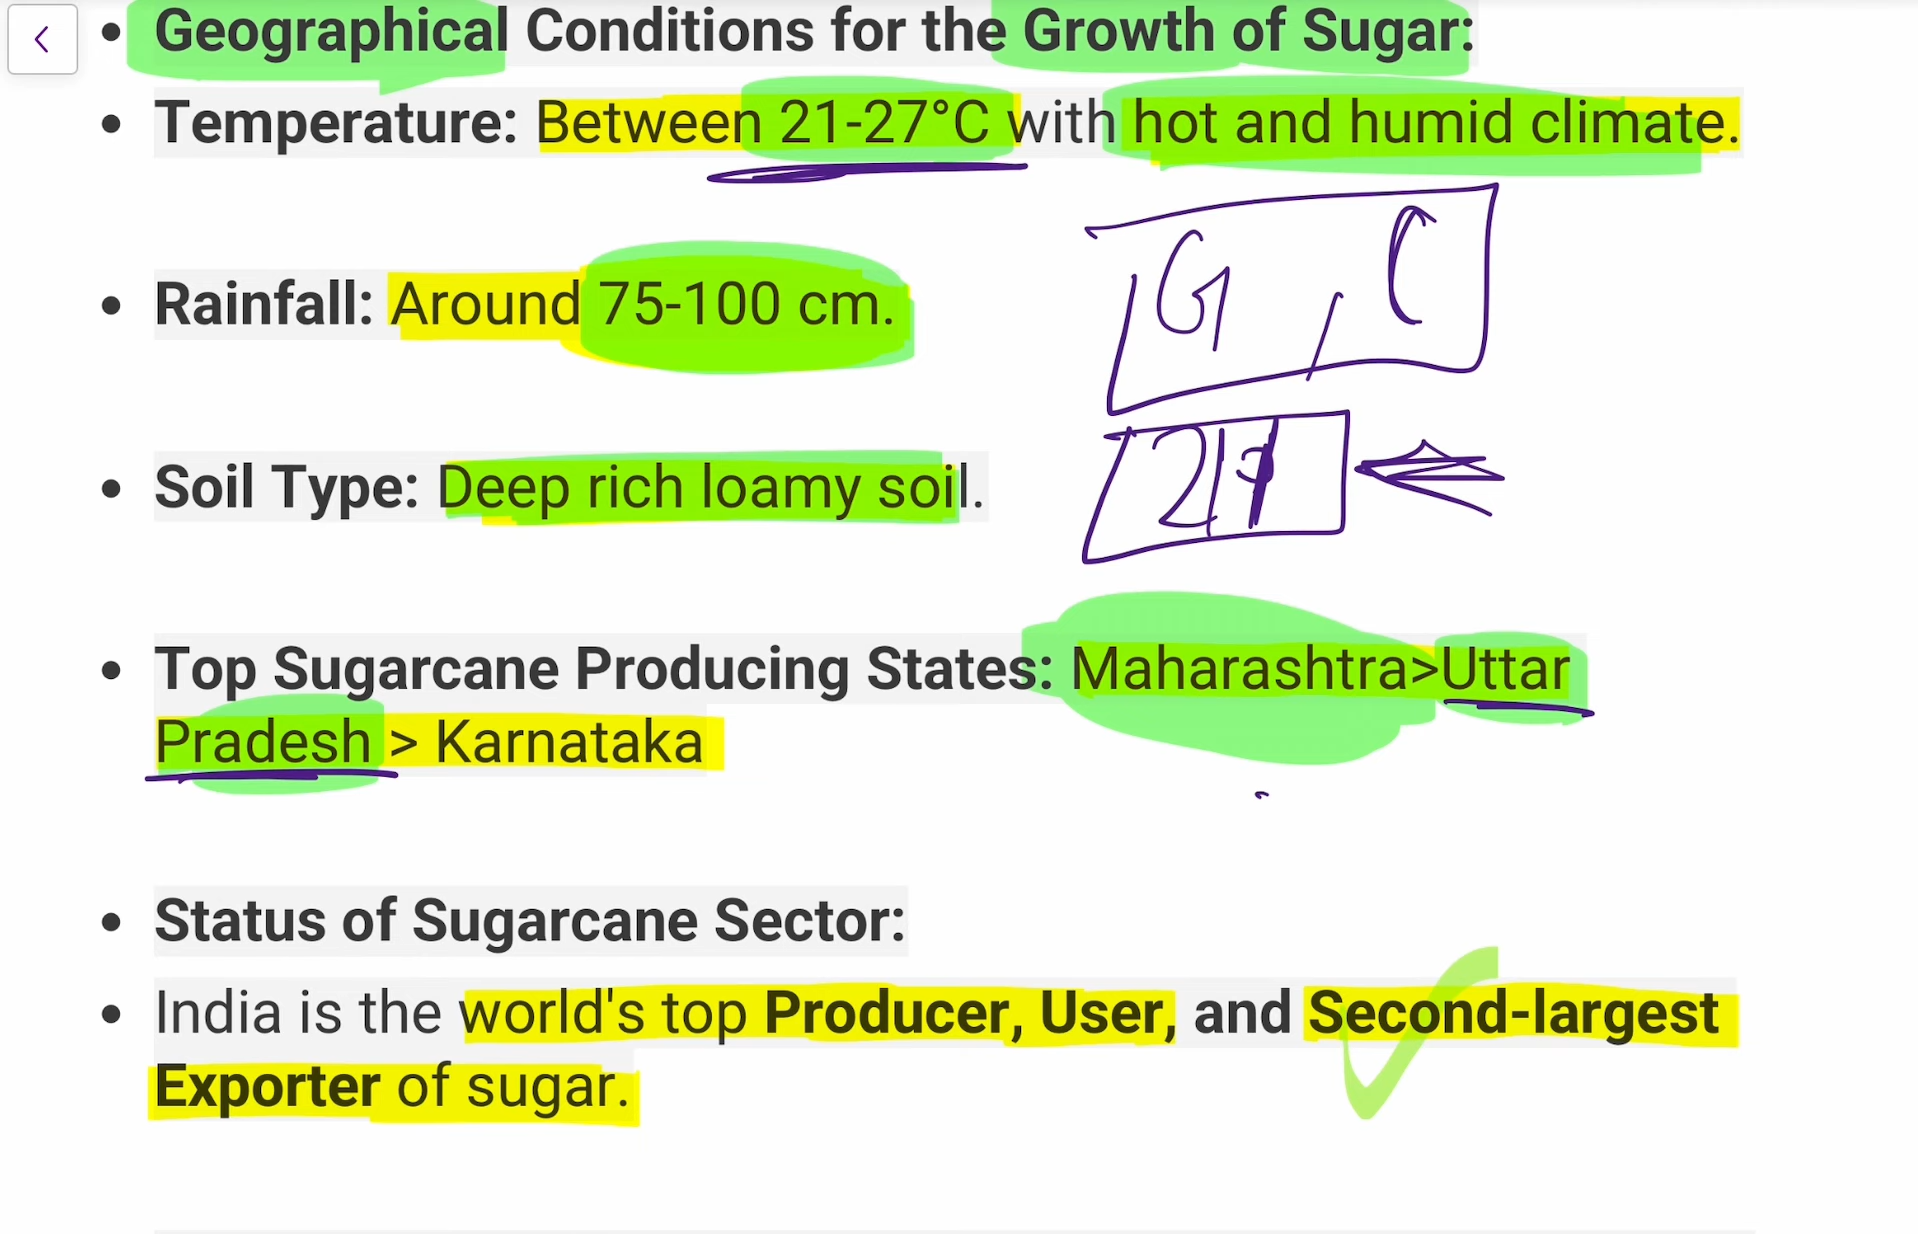 Geographical Conditions for the Growth of Sugar:
Temperature: Between 21-27°C with hot and humid climate.
G , C
Rainfall: Around 75-100 cm.
Soil Type: Deep rich loamy soil.
Top Sugarcane Producing States: Maharashtra>Uttar
Pradesh > Karnataka
Status of Sugarcane Sector:
India is the world's top Producer, User, and Second-largest
Exporter of sugar.